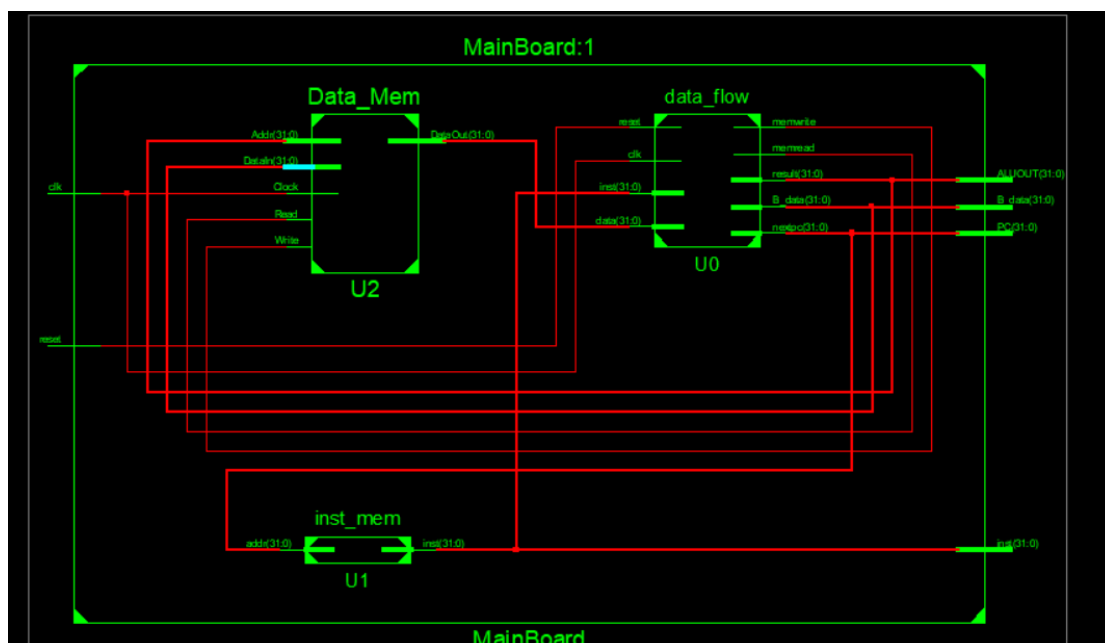 MainBoard:1
Data_Mem
data_flow
Addr(31:0)
DataOut(31:0)
DataIn(31:0)
Clock
Read
Write
U2
reset
clk
inst(31:0)
data(31:0)
memwrite
memread
result(31:0)
B_data(31:0)
nextpc(31:0)
U0
clk
reset
ALUOUT(31:0)
B_data(31:0)
PC(31:0)
inst_mem
addr(31:0)
inst(31:0)
U1
inst(31:0)
MainBoard